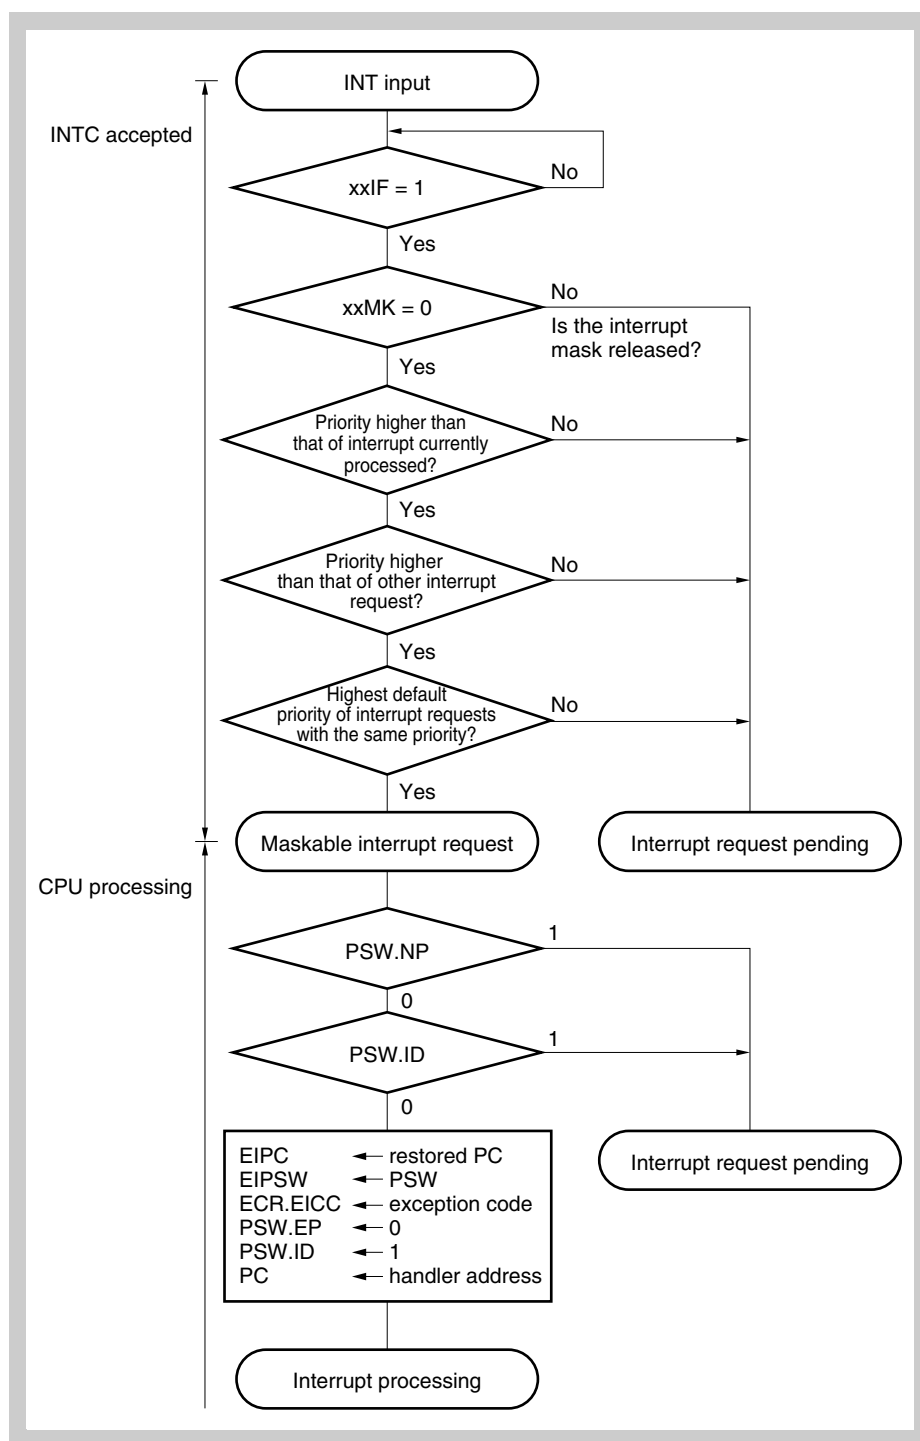 INT input
INTC accepted
xxIF = 1
No
Yes
xxMK = 0
No
Is the interrupt
mask released?
Yes
Priority higher than
that of interrupt currently
processed?
No
Yes
Priority higher
than that of other interrupt
request?
No
Yes
Highest default
priority of interrupt requests
with the same priority?
No
Yes
Maskable interrupt request
Interrupt request pending
CPU processing
PSW.NP
1
0
PSW.ID
1
0
EIPC ← restored PC
EIPSW ← PSW
ECR.EICC ← exception code
PSW.EP ← 0
PSW.ID ← 1
PC ← handler address
Interrupt request pending
Interrupt processing